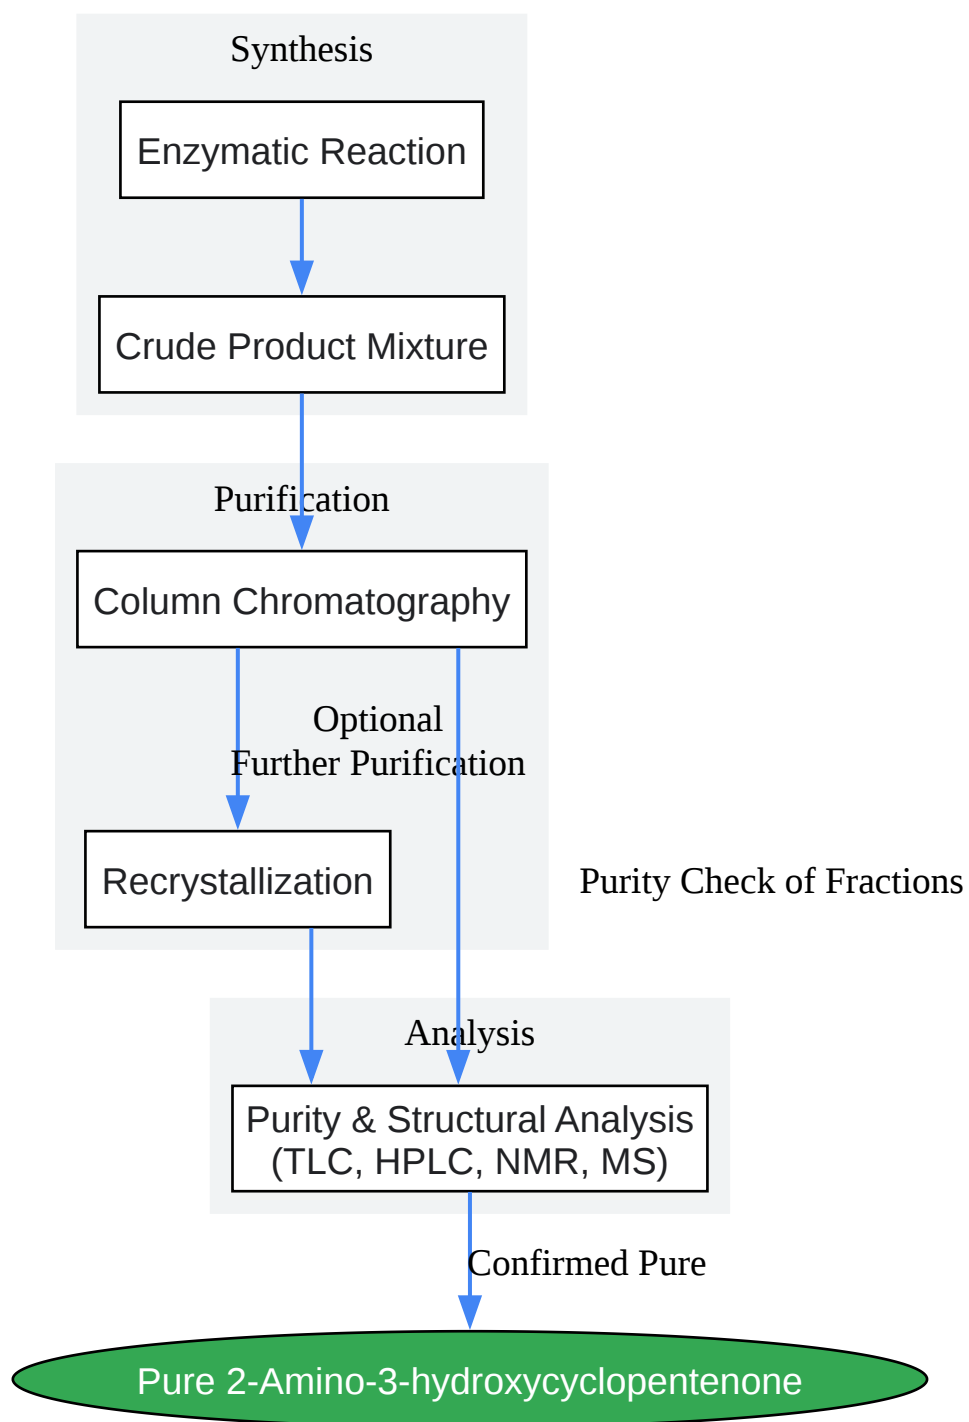 Synthesis
Enzymatic Reaction
Crude Product Mixture
Purification
Column Chromatography
Optional
Further Purification
Recrystallization
Purity Check of Fractions
Analysis
Purity & Structural Analysis
(TLC, HPLC, NMR, MS)
Confirmed Pure
Pure 2-Amino-3-hydroxycyclopentenone